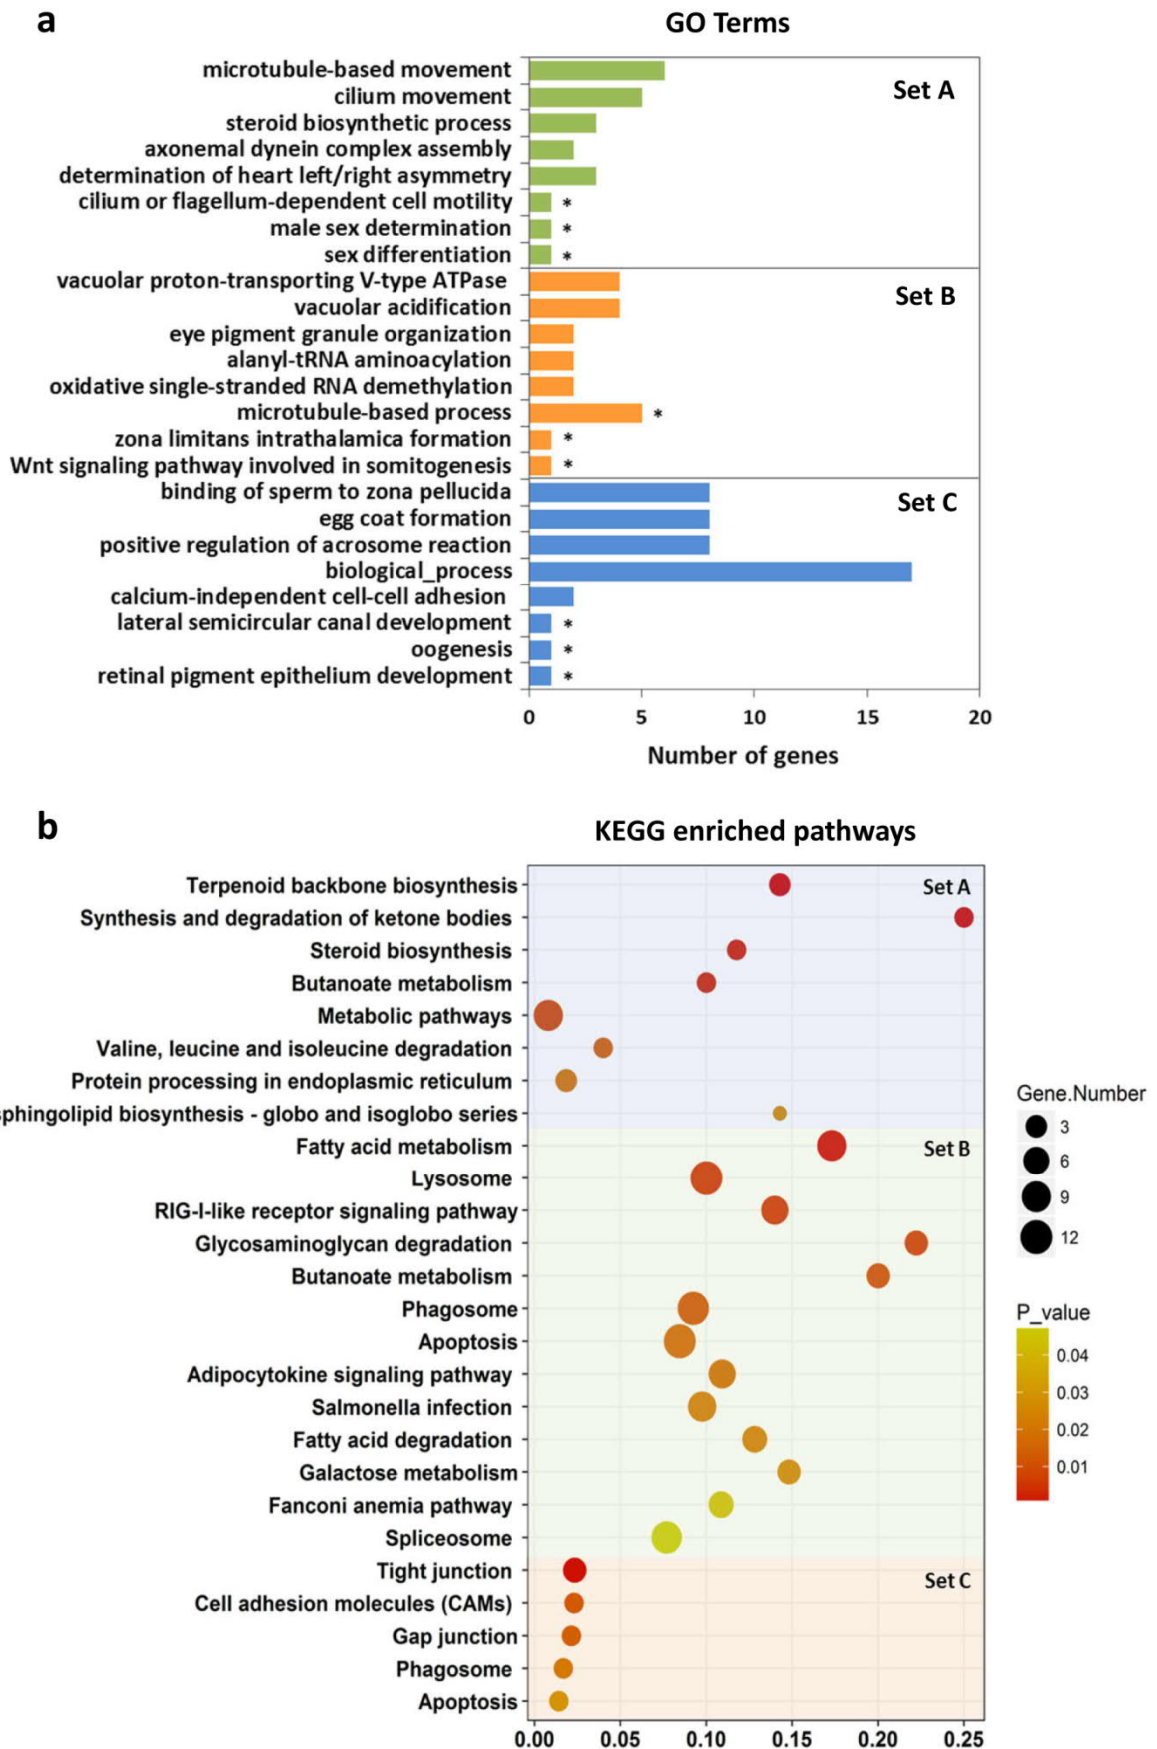 a
GO Terms
microtubule-based movement
cilium movement
steroid biosynthetic process
axonemal dynein complex assembly
determination of heart left/right asymmetry
cilium or flagellum-dependent cell motility *
male sex determination *
sex differentiation *
Set A
vacuolar proton-transporting V-type ATPase
vacuolar acidification
eye pigment granule organization
alanyl-tRNA aminoacylation
oxidative single-stranded RNA demethylation
microtubule-based process *
zona limitans intrathalamica formation *
Wnt signaling pathway involved in somitogenesis *
Set B
binding of sperm to zona pellucida
egg coat formation
positive regulation of acrosome reaction
biological_process
calcium-independent cell-cell adhesion
lateral semicircular canal development *
oogenesis *
retinal pigment epithelium development *
Set C
0 5 10 15 20
Number of genes
b
KEGG enriched pathways
Terpenoid backbone biosynthesis
Synthesis and degradation of ketone bodies
Steroid biosynthesis
Butanoate metabolism
Metabolic pathways
Valine, leucine and isoleucine degradation
Protein processing in endoplasmic reticulum
sphingolipid biosynthesis - globo and isoglobo series
Set A
Fatty acid metabolism
Lysosome
RIG-I-like receptor signaling pathway
Glycosaminoglycan degradation
Butanoate metabolism
Phagosome
Apoptosis
Adipocytokine signaling pathway
Salmonella infection
Fatty acid degradation
Galactose metabolism
Fanconi anemia pathway
Spliceosome
Set B
Tight junction
Cell adhesion molecules (CAMs)
Gap junction
Phagosome
Apoptosis
Set C
0.00 0.05 0.10 0.15 0.20 0.25
Gene.Number
3
6
9
12
P_value
0.04
0.03
0.02
0.01